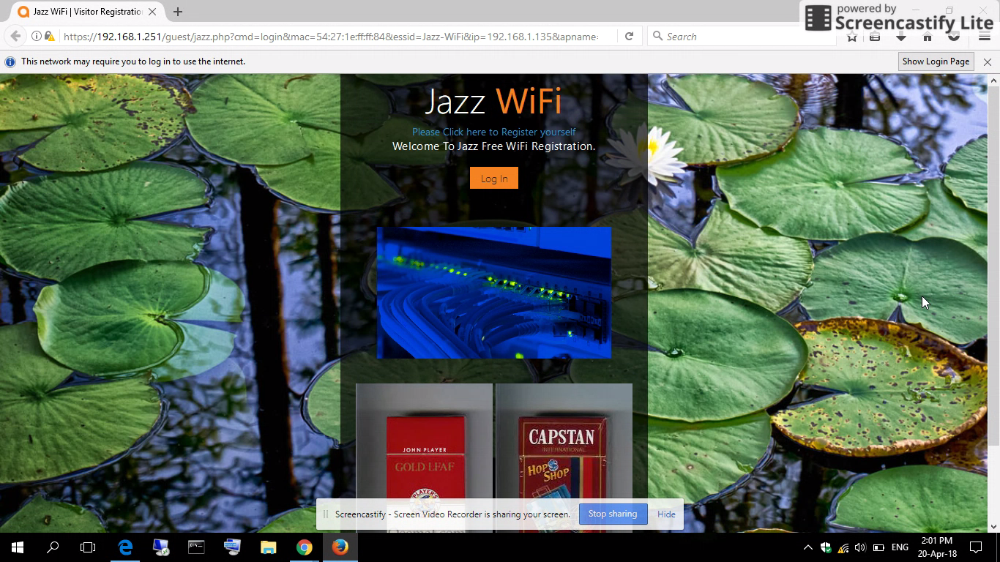 Jazz WiFi | Visitor Registratio
powered by
Screencastify Lite
https://192.168.1.251/guest/jazz.php?cmd=login&mac=54:27:1e:ff:ff:84&essid=Jazz-WiFi&ip=192.168.1.135&apname=
Search
This network may require you to log in to use the internet.
Show Login Page
Jazz WiFi
Please Click here to Register yourself
Welcome To Jazz Free WiFi Registration.
Log In
JOHN PLAYER
GOLD LEAF
CAPSTAN
INTERNATIONAL
HOP & SHOP
Screencastify - Screen Video Recorder is sharing your screen.
Stop sharing
Hide
ENG
2:01 PM
20-Apr-18